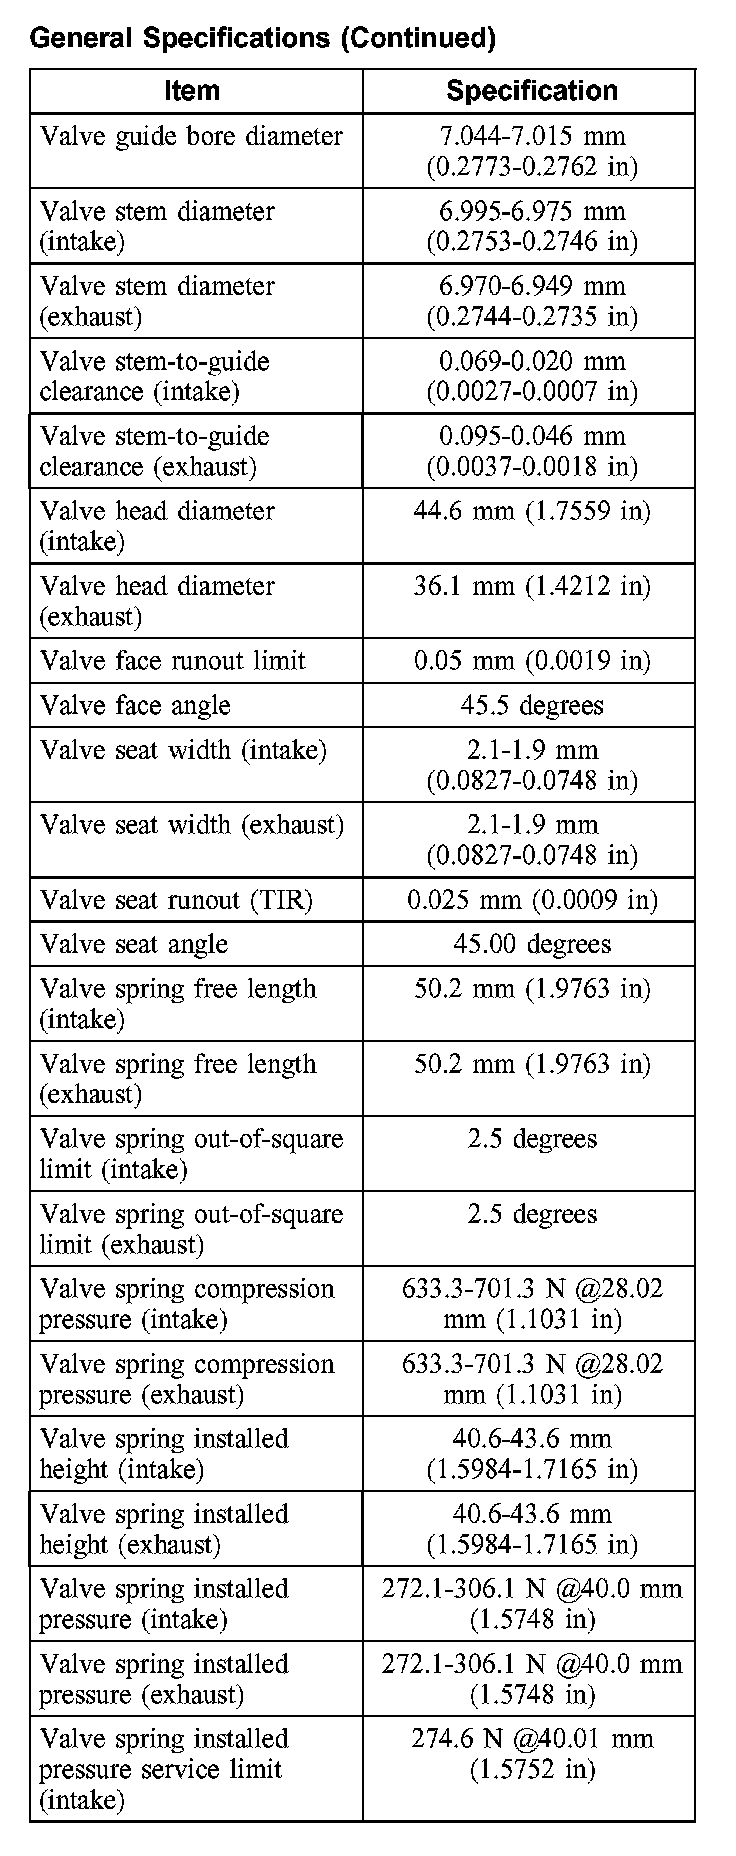 General Specifications (Continued)
Item Specification
Valve guide bore diameter 7.044-7.015 mm
(0.2773-0.2762 in)
Valve stem diameter 6.995-6.975 mm
(intake) (0.2753-0.2746 in)
Valve stem diameter 6.970-6.949 mm
(exhaust) (0.2744-0.2735 in)
Valve stem-to-guide 0.069-0.020 mm
clearance (intake) (0.0027-0.0007 in)
Valve stem-to-guide 0.095-0.046 mm
clearance (exhaust) (0.0037-0.0018 in)
Valve head diameter 44.6 mm (1.7559 in)
(intake)
Valve head diameter 36.1 mm (1.4212 in)
(exhaust)
Valve face runout limit 0.05 mm (0.0019 in)
Valve face angle 45.5 degrees
Valve seat width (intake) 2.1-1.9 mm
(0.0827-0.0748 in)
Valve seat width (exhaust) 2.1-1.9 mm
(0.0827-0.0748 in)
Valve seat runout (TIR) 0.025 mm (0.0009 in)
Valve seat angle 45.00 degrees
Valve spring free length 50.2 mm (1.9763 in)
(intake)
Valve spring free length 50.2 mm (1.9763 in)
(exhaust)
Valve spring out-of-square 2.5 degrees
limit (intake)
Valve spring out-of-square 2.5 degrees
limit (exhaust)
Valve spring compression 633.3-701.3 N @28.02
pressure (intake) mm (1.1031 in)
Valve spring compression 633.3-701.3 N @28.02
pressure (exhaust) mm (1.1031 in)
Valve spring installed 40.6-43.6 mm
height (intake) (1.5984-1.7165 in)
Valve spring installed 40.6-43.6 mm
height (exhaust) (1.5984-1.7165 in)
Valve spring installed 272.1-306.1 N @40.0 mm
pressure (intake) (1.5748 in)
Valve spring installed 272.1-306.1 N @40.0 mm
pressure (exhaust) (1.5748 in)
Valve spring installed 274.6 N @40.01 mm
pressure service limit (1.5752 in)
(intake)